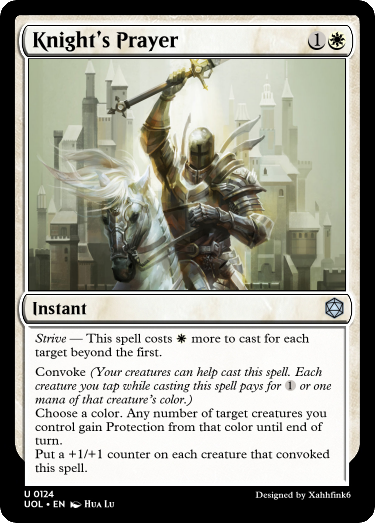 Knight's Prayer 1
Instant
Strive — This spell costs more to cast for each
target beyond the first.
Convoke (Your creatures can help cast this spell. Each
creature you tap while casting this spell pays for 1 or one
mana of that creature's color.)
Choose a color. Any number of target creatures you
control gain Protection from that color until end of
turn.
Put a +1/+1 counter on each creature that convoked
this spell.
U 0124
UOL • EN Hua Lu
Designed by Xahhfink6